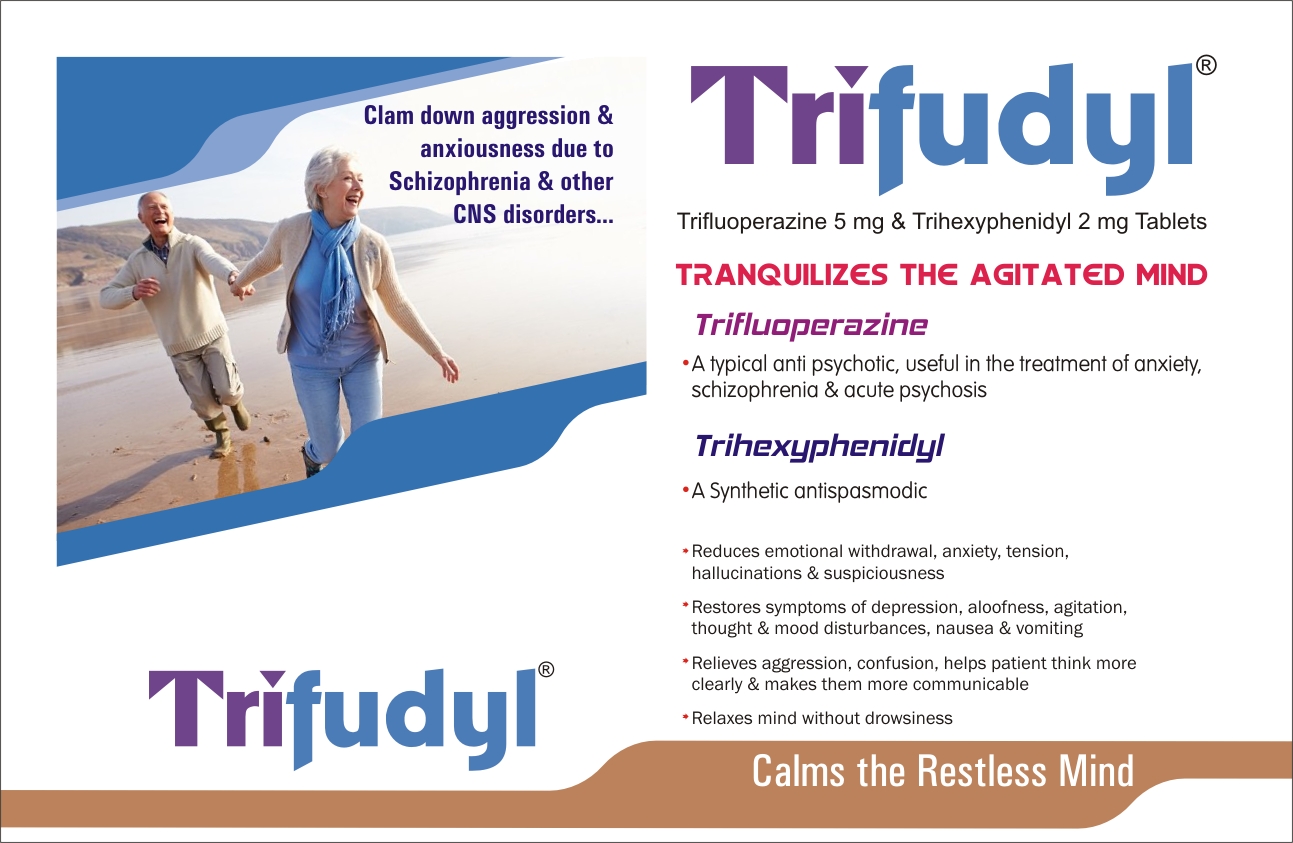 Clam down aggression &
anxiousness due to
Schizophrenia & other
CNS disorders...
Trifudyl®
Trifudyl®
Trifluoperazine 5 mg & Trihexyphenidyl 2 mg Tablets
TRANQUILIZES THE AGITATED MIND
Trifluoperazine
•A typical anti psychotic, useful in the treatment of anxiety,
schizophrenia & acute psychosis
Trihexyphenidyl
•A Synthetic antispasmodic
*Reduces emotional withdrawal, anxiety, tension,
hallucinations & suspiciousness
*Restores symptoms of depression, aloofness, agitation,
thought & mood disturbances, nausea & vomiting
*Relieves aggression, confusion, helps patient think more
clearly & makes them more communicable
*Relaxes mind without drowsiness
Calms the Restless Mind